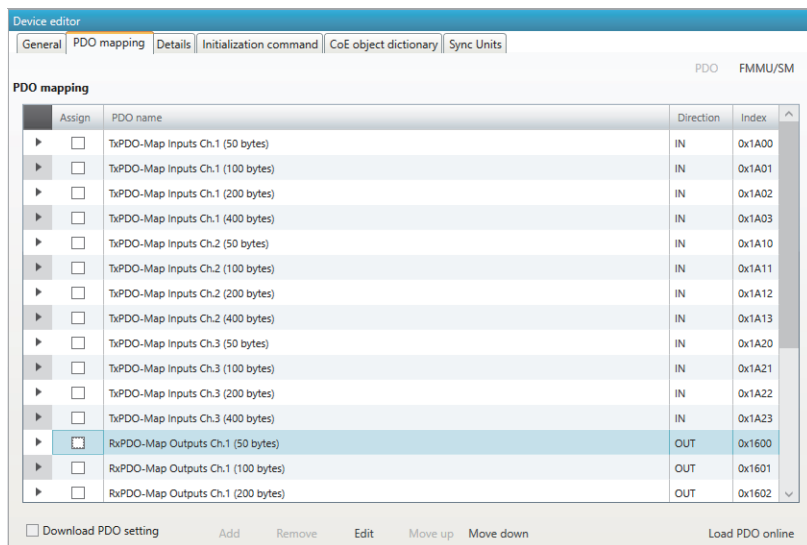 Device editor
General PDO mapping Details Initialization command CoE object dictionary Sync Units
PDO FMMU/SM
PDO mapping
Assign PDO name Direction Index
TxPDO-Map Inputs Ch.1 (50 bytes) IN 0x1A00
TxPDO-Map Inputs Ch.1 (100 bytes) IN 0x1A01
TxPDO-Map Inputs Ch.1 (200 bytes) IN 0x1A02
TxPDO-Map Inputs Ch.1 (400 bytes) IN 0x1A03
TxPDO-Map Inputs Ch.2 (50 bytes) IN 0x1A10
TxPDO-Map Inputs Ch.2 (100 bytes) IN 0x1A11
TxPDO-Map Inputs Ch.2 (200 bytes) IN 0x1A12
TxPDO-Map Inputs Ch.2 (400 bytes) IN 0x1A13
TxPDO-Map Inputs Ch.3 (50 bytes) IN 0x1A20
TxPDO-Map Inputs Ch.3 (100 bytes) IN 0x1A21
TxPDO-Map Inputs Ch.3 (200 bytes) IN 0x1A22
TxPDO-Map Inputs Ch.3 (400 bytes) IN 0x1A23
RxPDO-Map Outputs Ch.1 (50 bytes) OUT 0x1600
RxPDO-Map Outputs Ch.1 (100 bytes) OUT 0x1601
RxPDO-Map Outputs Ch.1 (200 bytes) OUT 0x1602
Download PDO setting Add Remove Edit Move up Move down Load PDO online